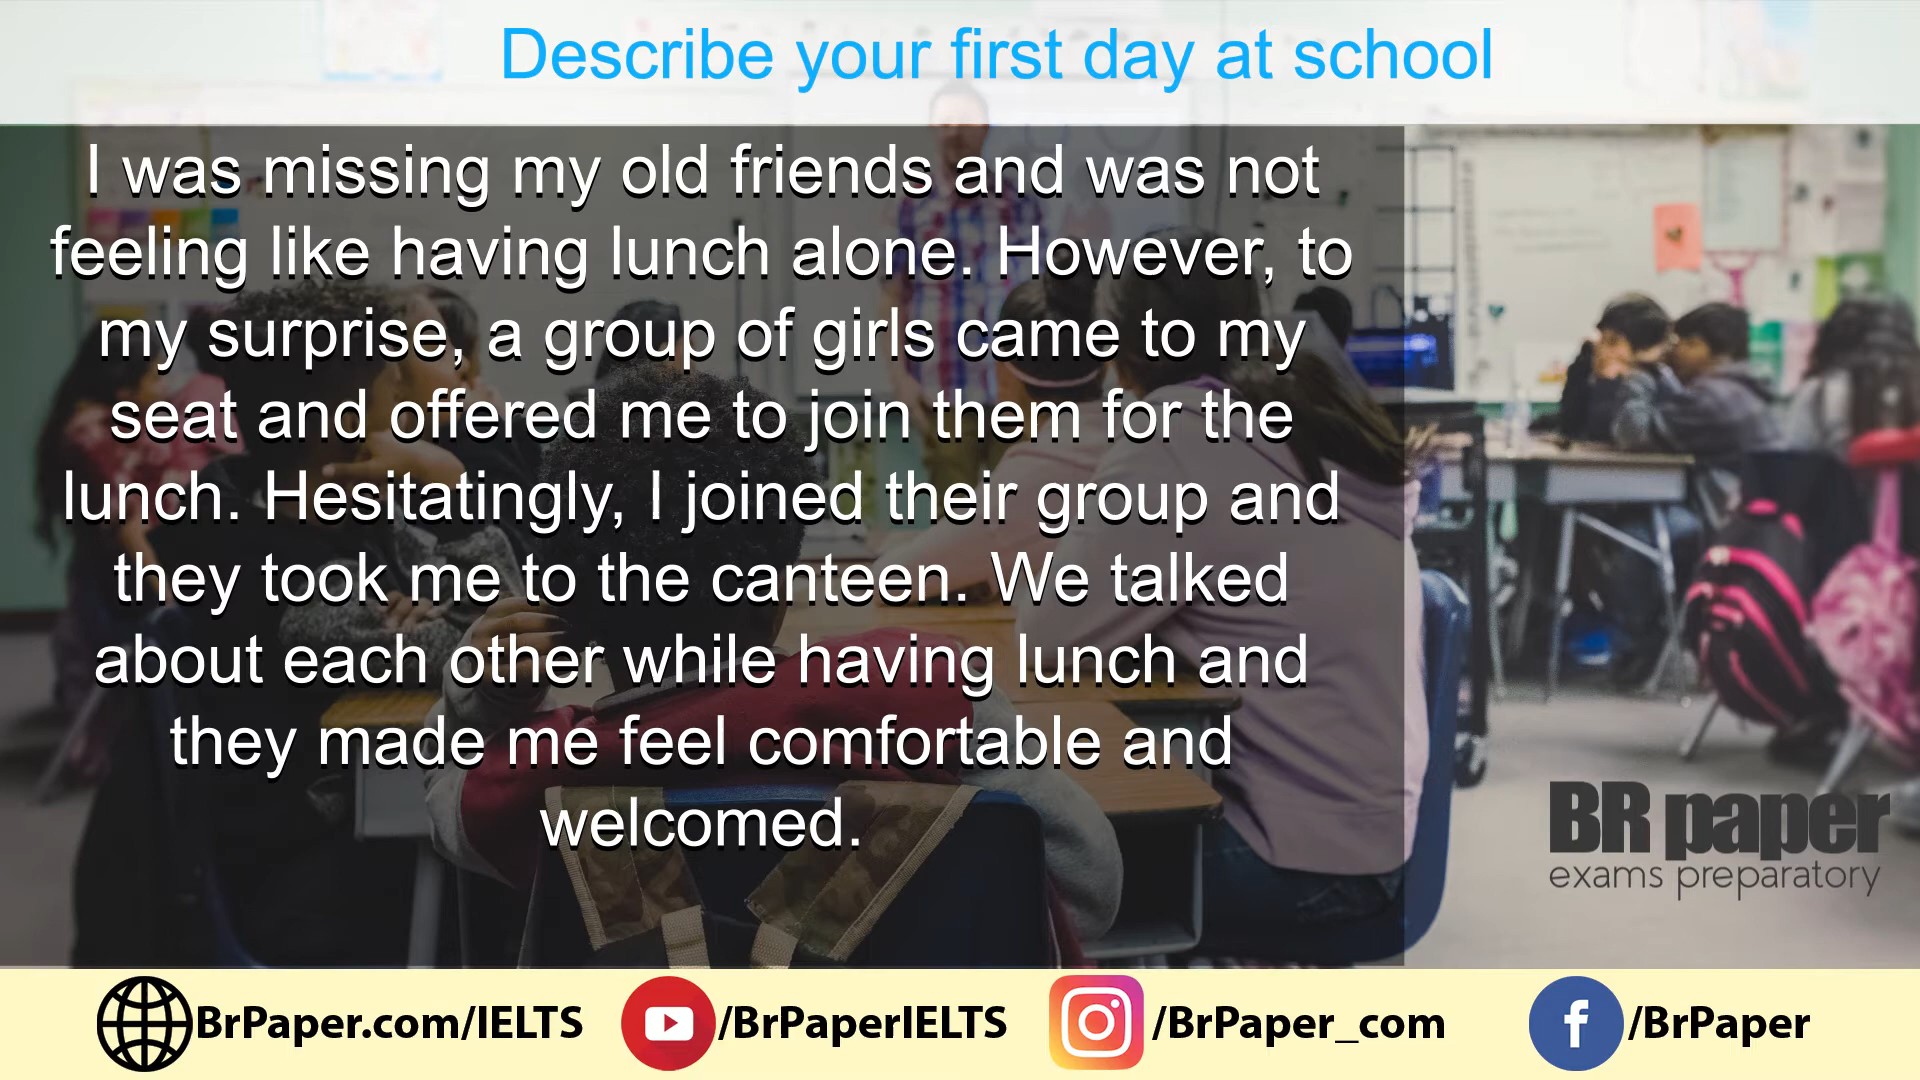 Describe your first day at school
I was missing my old friends and was not
feeling like having lunch alone. However, to
my surprise, a group of girls came to my
seat and offered me to join them for the
lunch. Hesitatingly, I joined their group and
they took me to the canteen. We talked
about each other while having lunch and
they made me feel comfortable and
welcomed.
BR paper
exams preparatory
BrPaper.com/IELTS
/BrPaperIELTS
/BrPaper_com
/BrPaper